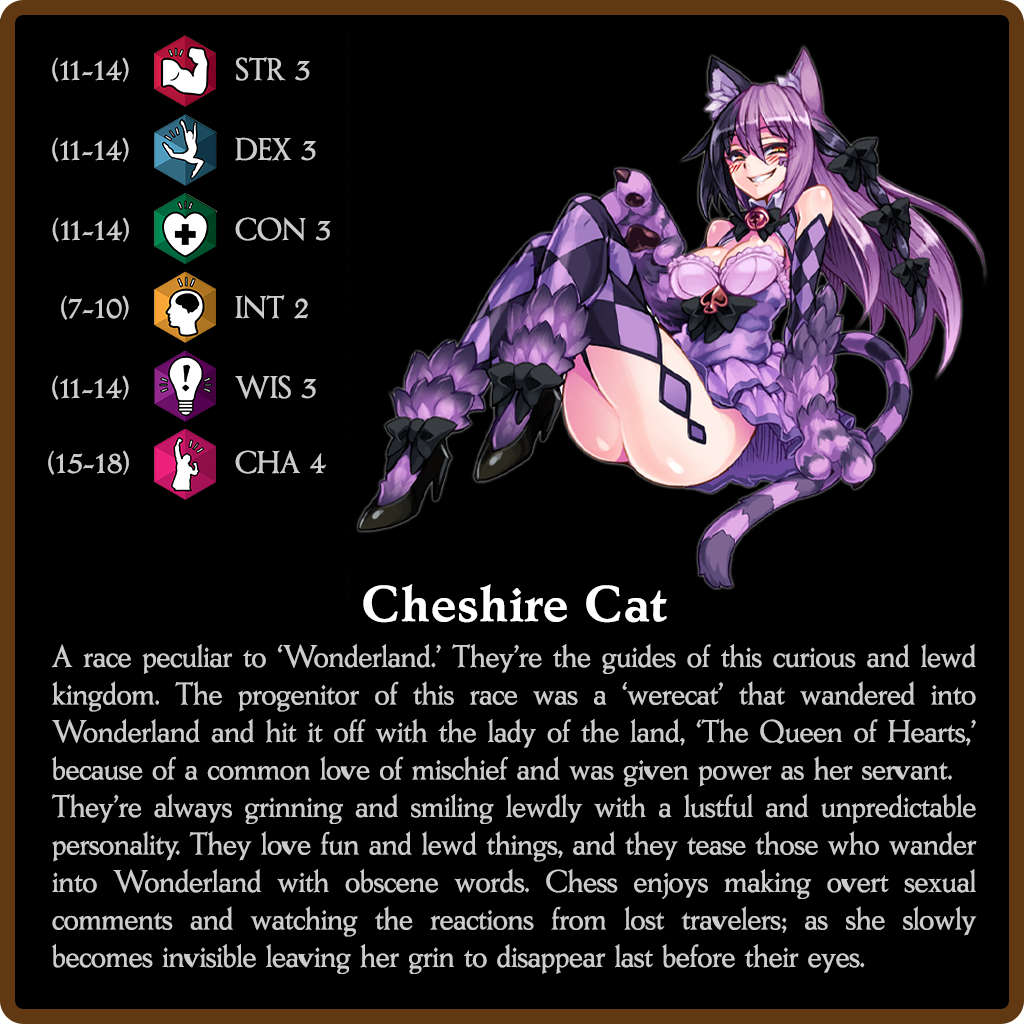 (11-14) STR 3
(11-14) DEX 3
(11-14) CON 3
(7-10) INT 2
(11-14) WIS 3
(15-18) CHA 4
Cheshire Cat
A race peculiar to ‘Wonderland.’ They’re the guides of this curious and lewd
kingdom. The progenitor of this race was a ‘werecat’ that wandered into
Wonderland and hit it off with the lady of the land, ‘The Queen of Hearts,’
because of a common love of mischief and was given power as her servant.
They’re always grinning and smiling lewdly with a lustful and unpredictable
personality. They love fun and lewd things, and they tease those who wander
into Wonderland with obscene words. Chess enjoys making overt sexual
comments and watching the reactions from lost travelers; as she slowly
becomes invisible leaving her grin to disappear last before their eyes.